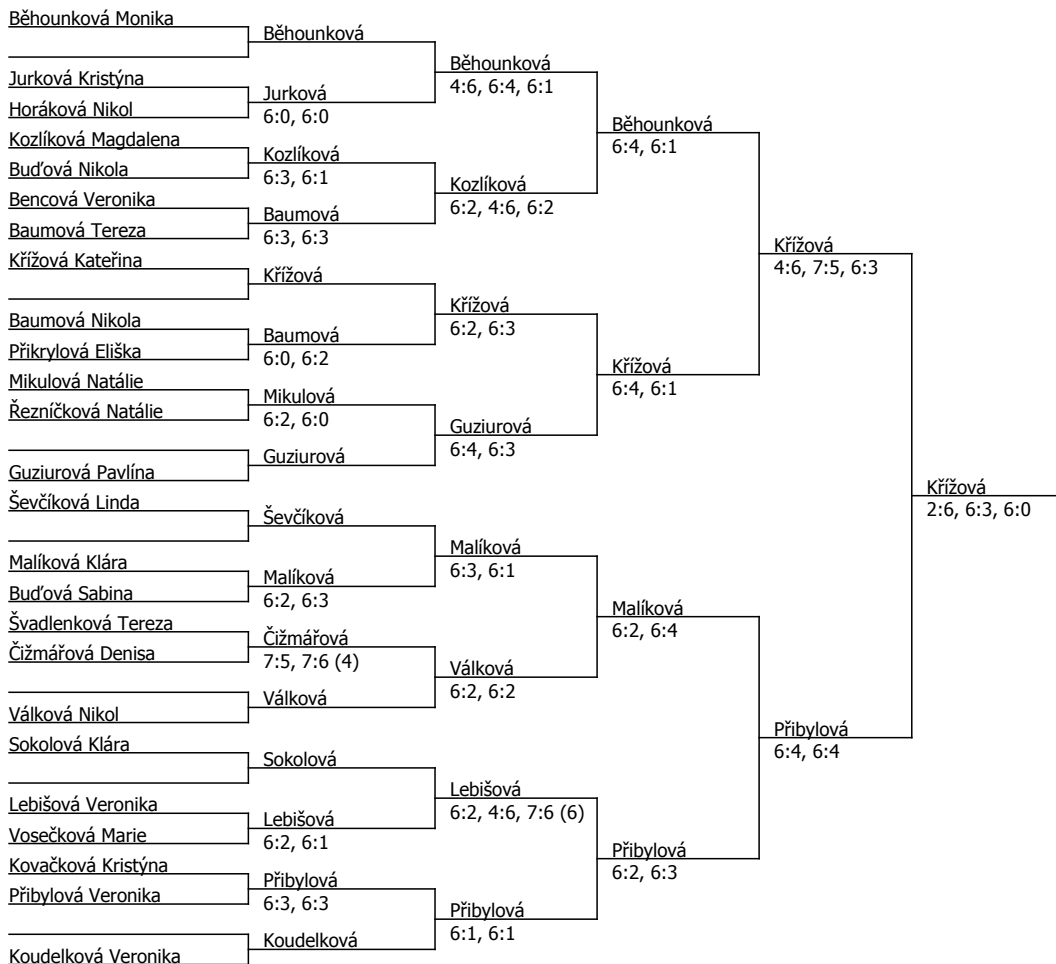 Běhounková Monika
Běhounková
Běhounková
4:6, 6:4, 6:1
Jurková Kristýna
Jurková
6:0, 6:0
Horáková Nikol
Běhounková
6:4, 6:1
Kozlíková Magdalena
Kozlíková
6:3, 6:1
Buďová Nikola
Kozlíková
6:2, 4:6, 6:2
Bencová Veronika
Baumová
6:3, 6:3
Baumová Tereza
Křížová
4:6, 7:5, 6:3
Křížová Kateřina
Křížová
Křížová
6:2, 6:3
Baumová Nikola
Baumová
6:0, 6:2
Přikrylová Eliška
Křížová
6:4, 6:1
Mikulová Natálie
Mikulová
6:2, 6:0
Řezníčková Natálie
Guziurová
6:4, 6:3
Guziurová
Guziurová Pavlína
Křížová
2:6, 6:3, 6:0
Ševčíková Linda
Ševčíková
Malíková
6:3, 6:1
Malíková Klára
Malíková
6:2, 6:3
Buďová Sabina
Malíková
6:2, 6:4
Švadlenková Tereza
Čižmářová
7:5, 7:6 (4)
Čižmářová Denisa
Válková
6:2, 6:2
Válková
Válková Nikol
Přibylová
6:4, 6:4
Sokolová Klára
Sokolová
Lebišová
6:2, 4:6, 7:6 (6)
Lebišová Veronika
Lebišová
6:2, 6:1
Vosečková Marie
Přibylová
6:2, 6:3
Kovačková Kristýna
Přibylová
6:3, 6:3
Přibylová Veronika
Přibylová
6:1, 6:1
Koudelková
Koudelková Veronika